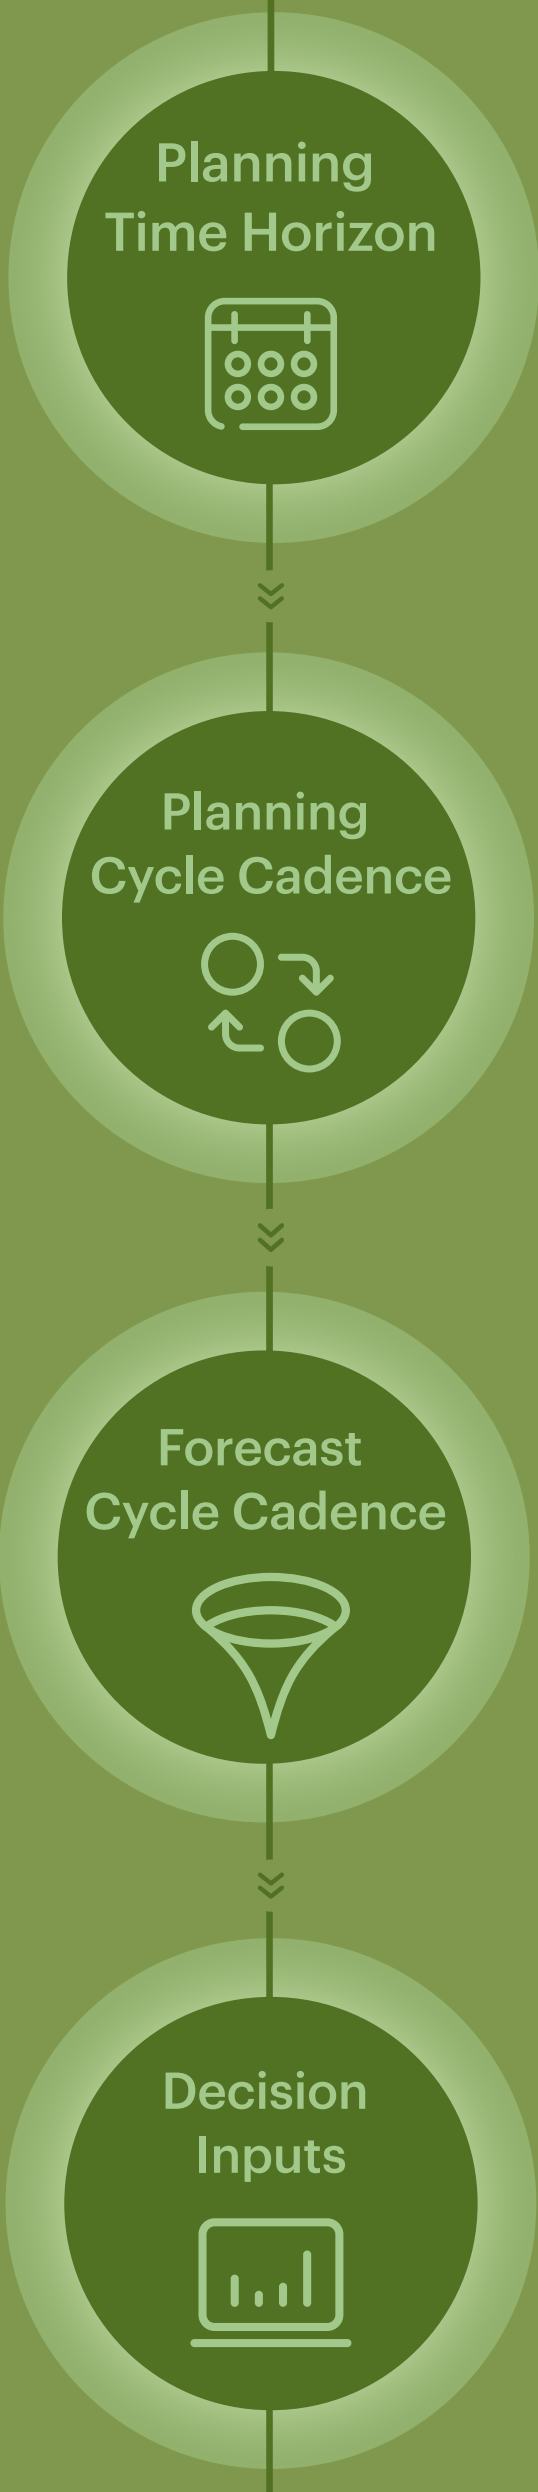 Planning
Time Horizon
Planning
Cycle Cadence
Forecast
Cycle Cadence
Decision
Inputs